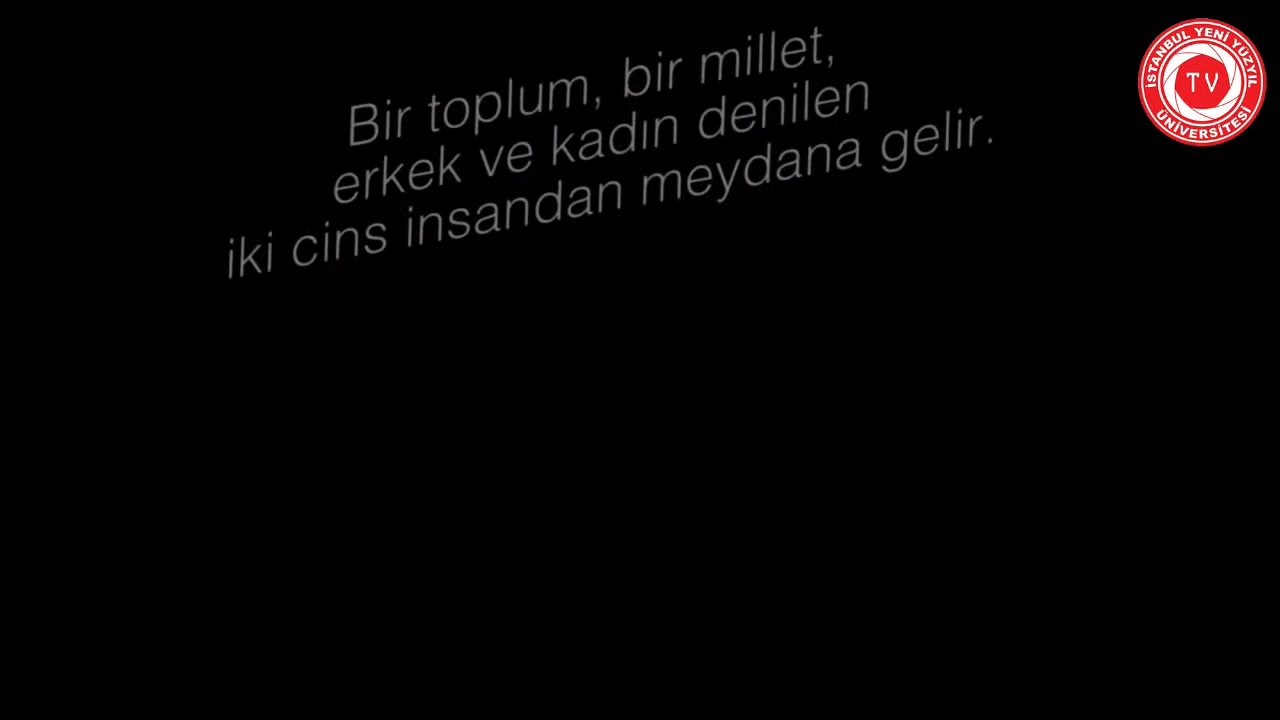 Bir toplum, bir millet,
erkek ve kadın denilen
iki cins insandan meydana gelir.
İSTANBUL YENİ YÜZYIL
TV
ÜNİVERSİTESİ